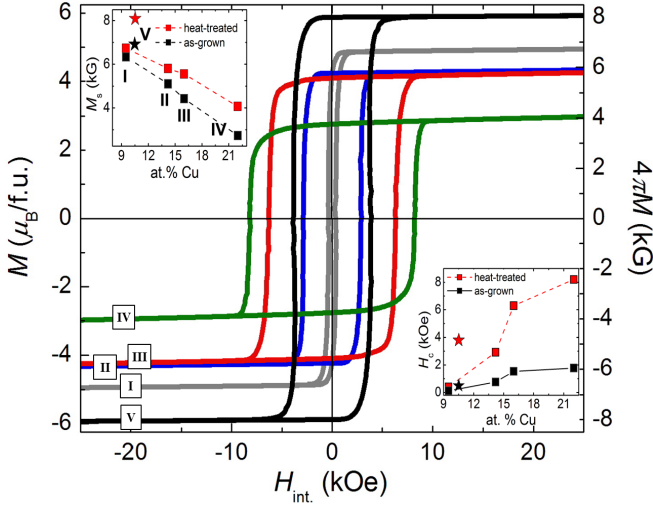 6
4
2
0
-2
-4
-6
M (μB/f.u.)
8
6
4
2
0
-2
-4
-6
-8
4πM (kG)
-20 -10 0 10 20
Hint. (kOe)
IV
III
II
I
V
8
6
4
Ms (kG)
9 12 15 18 21
at.% Cu
heat-treated
as-grown
V
I
II
III
IV
8
6
4
2
0
Hc (kOe)
9 12 15 18 21
at. % Cu
heat-treated
as-grown